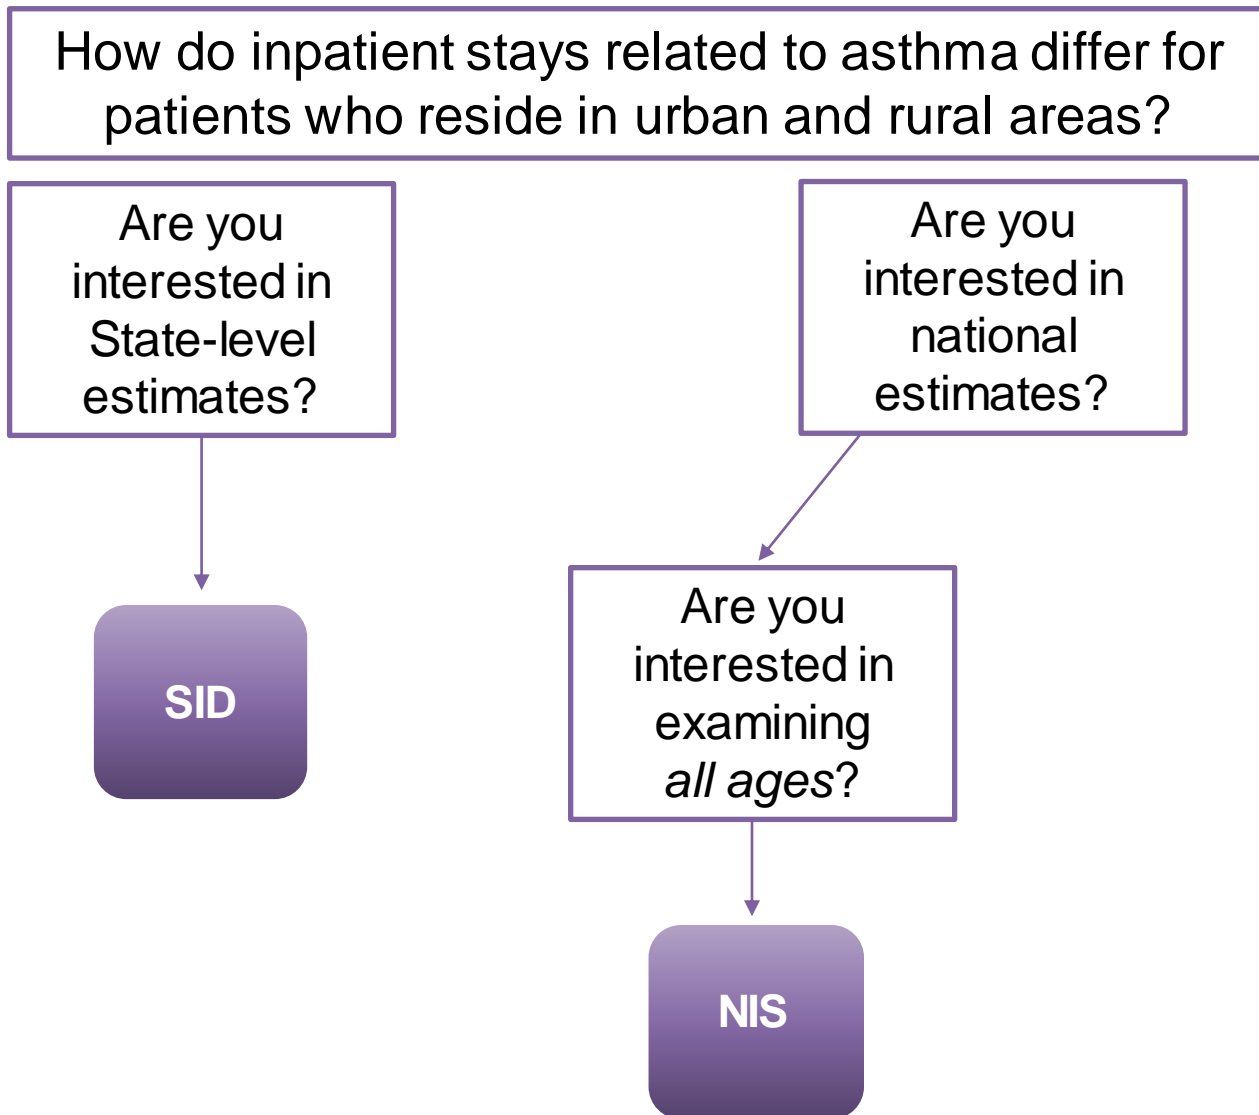 How do inpatient stays related to asthma differ for
patients who reside in urban and rural areas?
Are you
interested in
State-level
estimates?
Are you
interested in
national
estimates?
SID
Are you
interested in
examining
all ages?
NIS